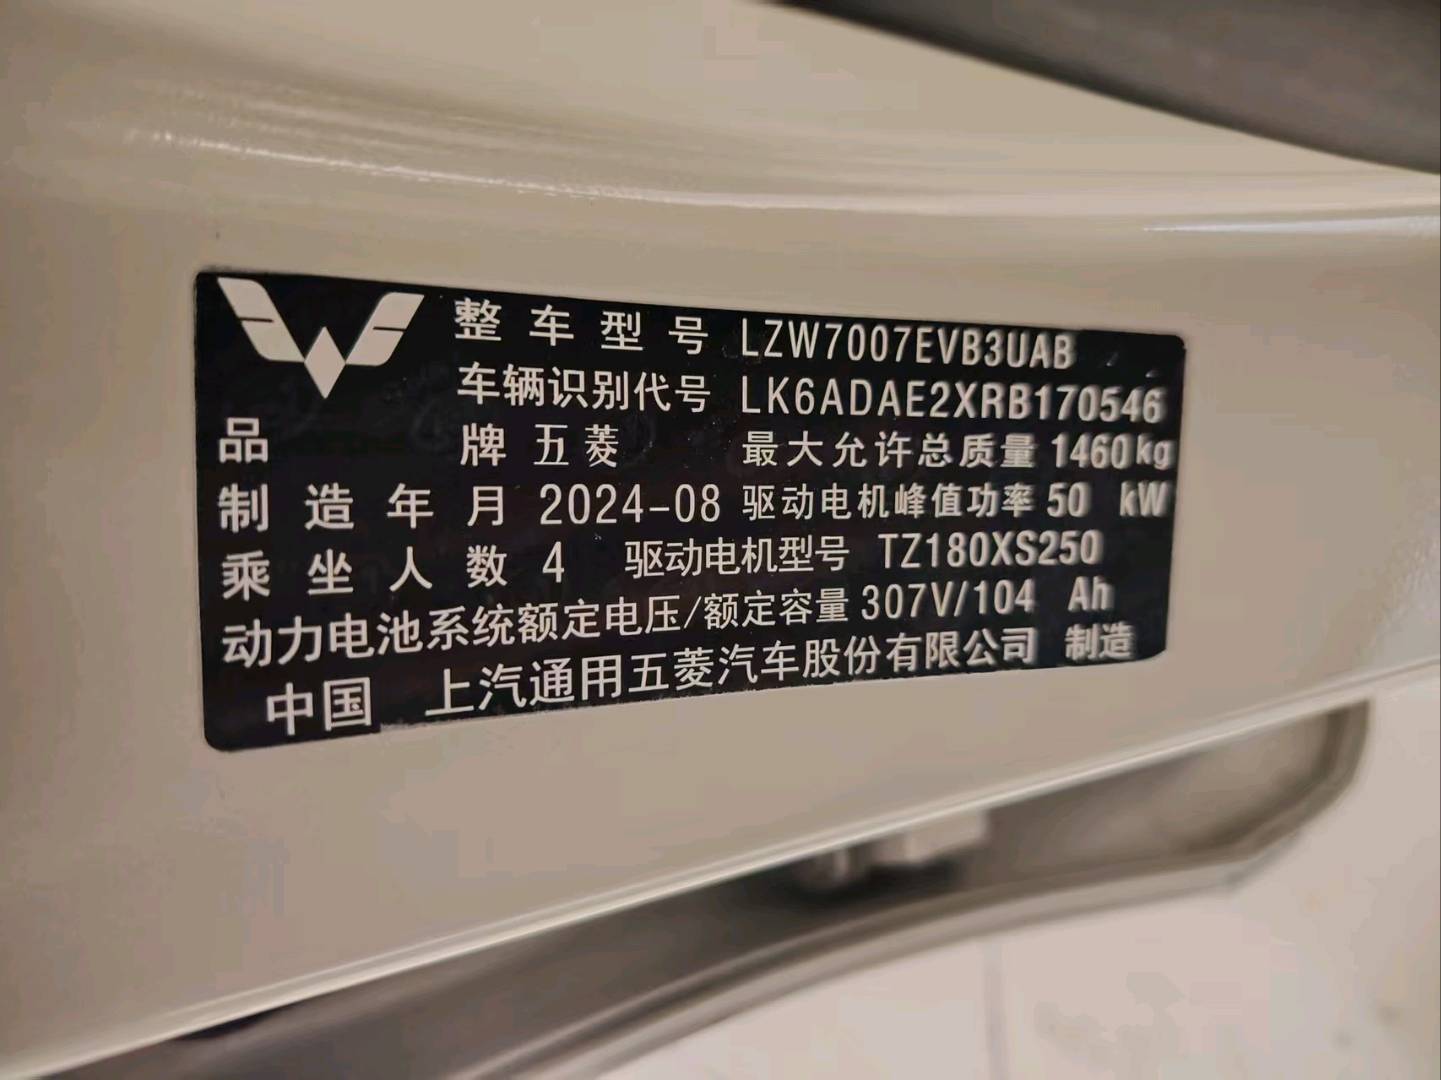 整车型号 LZW7007EVB3UAB
车辆识别代号 LK6ADAE2XRB170546
品牌 五菱 最大允许总质量 1460kg
制造年月 2024-08 驱动电机峰值功率 50 kW
乘坐人数 4 驱动电机型号 TZ180XS250
动力电池系统额定电压/额定容量 307V/104 Ah
中国 上汽通用五菱汽车股份有限公司 制造